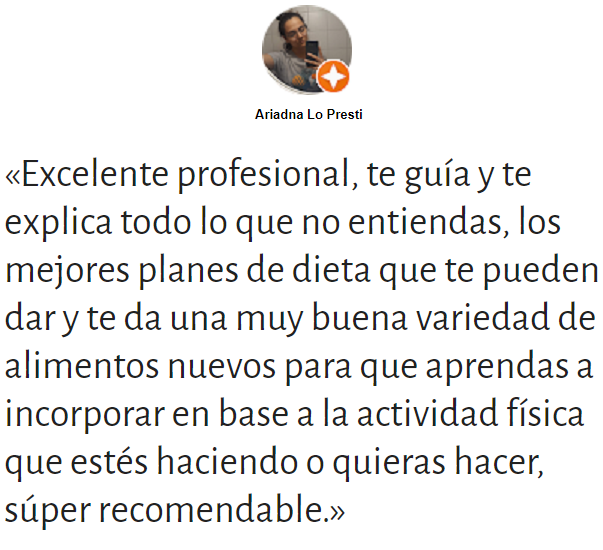 Ariadna Lo Presti
«Excelente profesional, te guía y te
explica todo lo que no entiendas, los
mejores planes de dieta que te pueden
dar y te da una muy buena variedad de
alimentos nuevos para que aprendas a
incorporar en base a la actividad física
que estés haciendo o quieras hacer,
súper recomendable.»